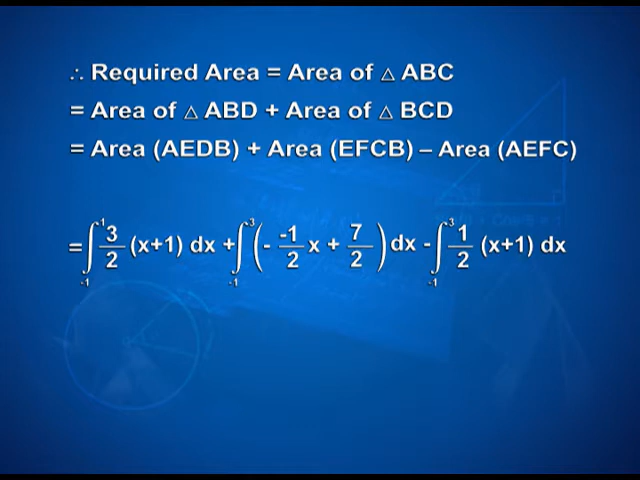 ∴ Required Area = Area of △ ABC
= Area of △ ABD + Area of △ BCD
= Area (AEDB) + Area (EFCB) – Area (AEFC)
= ∫_{-1}^{-1} 3/2 (x+1) dx + ∫_{-1}^{-3} (- -1/2 x + 7/2) dx - ∫_{-1}^{-3} 1/2 (x+1) dx